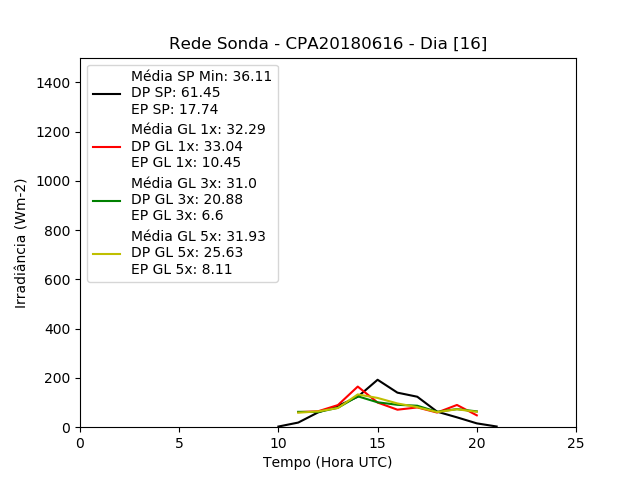 Rede Sonda - CPA20180616 - Dia [16]
Média SP Min: 36.11
DP SP: 61.45
EP SP: 17.74
Média GL 1x: 32.29
DP GL 1x: 33.04
EP GL 1x: 10.45
Média GL 3x: 31.0
DP GL 3x: 20.88
EP GL 3x: 6.6
Média GL 5x: 31.93
DP GL 5x: 25.63
EP GL 5x: 8.11
Irradiância (Wm-2)
1400
1200
1000
800
600
400
200
0
0 5 10 15 20 25
Tempo (Hora UTC)